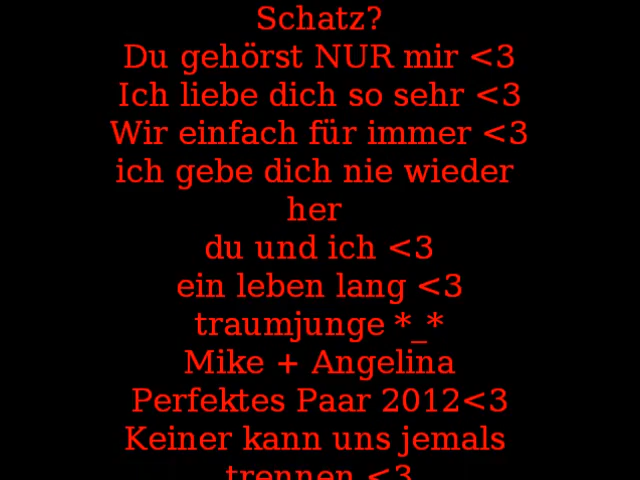 Schatz?
Du gehörst NUR mir <3
Ich liebe dich so sehr <3
Wir einfach für immer <3
ich gebe dich nie wieder
her
du und ich <3
ein leben lang <3
traumjunge *_*
Mike + Angelina
Perfektes Paar 2012<3
Keiner kann uns jemals
trennen <3